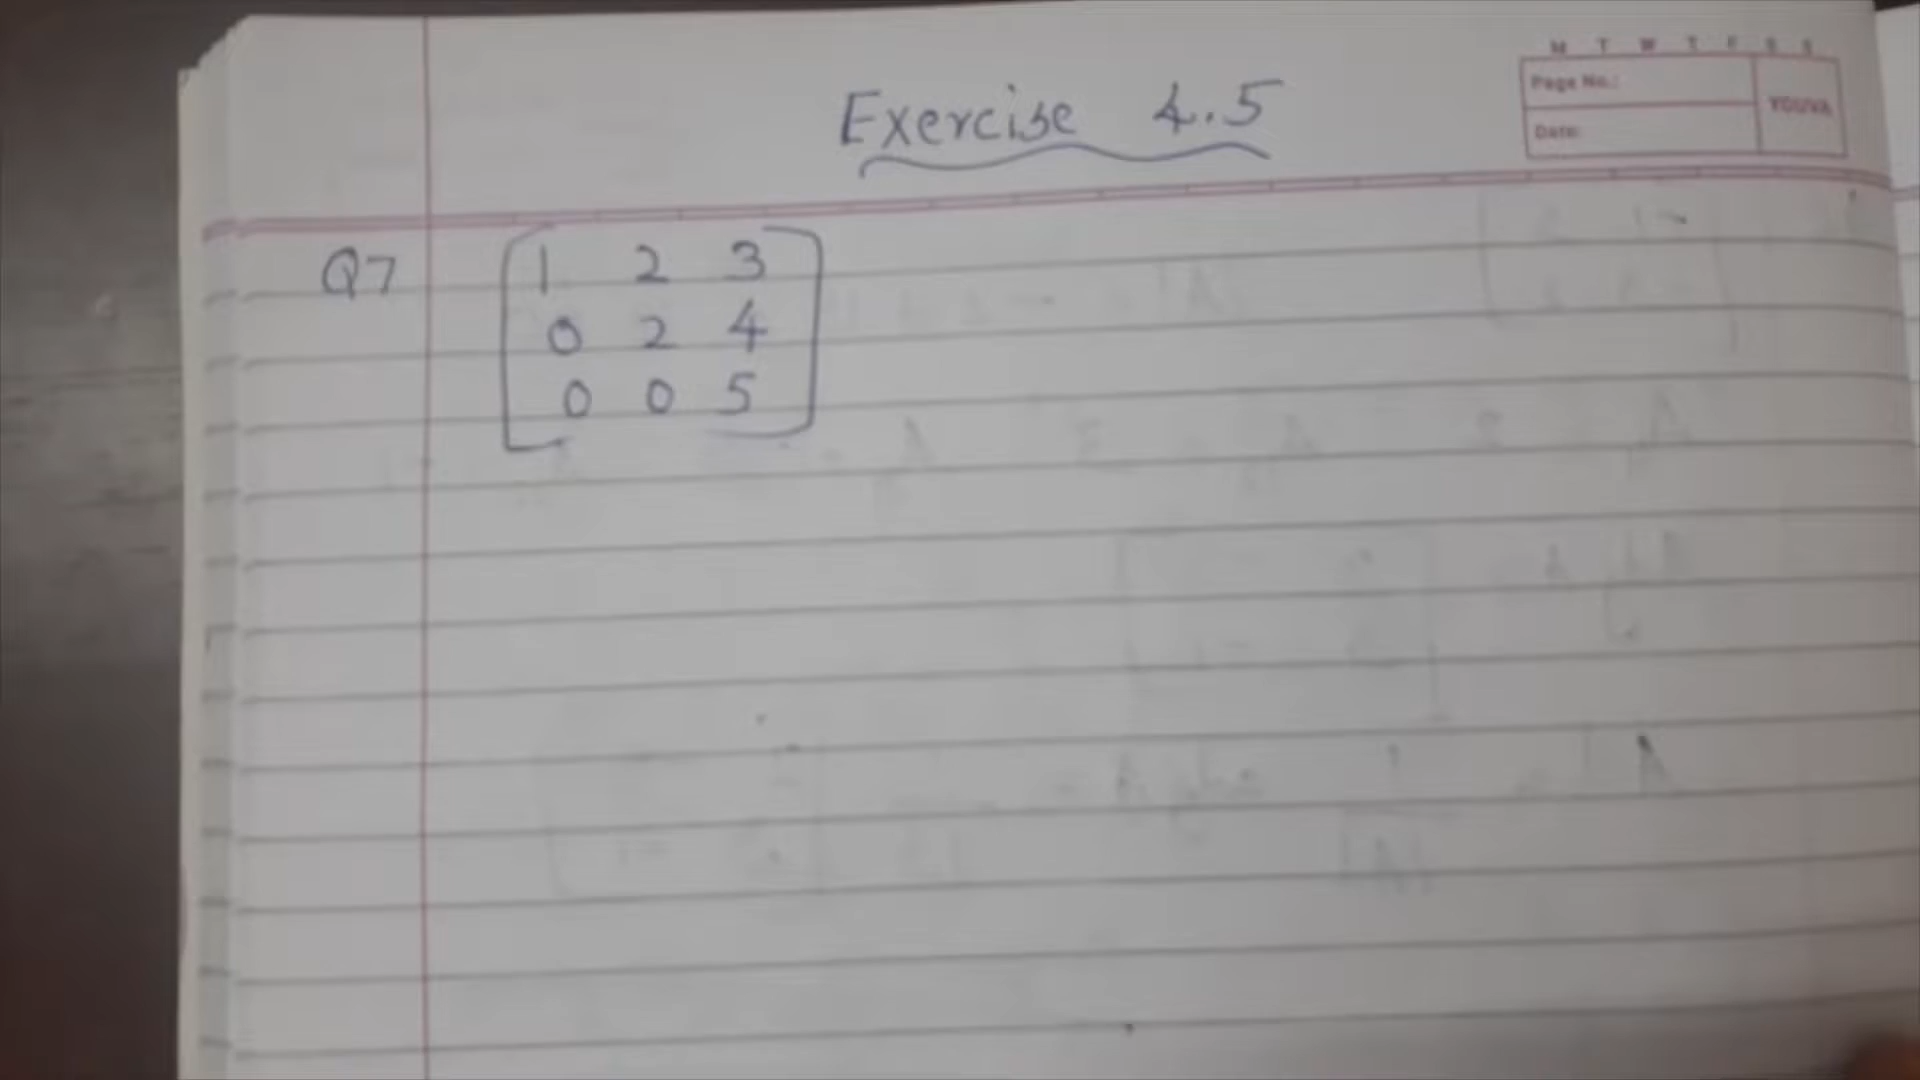 M T W T F S S
Page No.:
YOUVA
Date:
Exercise 4.5
Q7
1 2 3
0 2 4
0 0 5